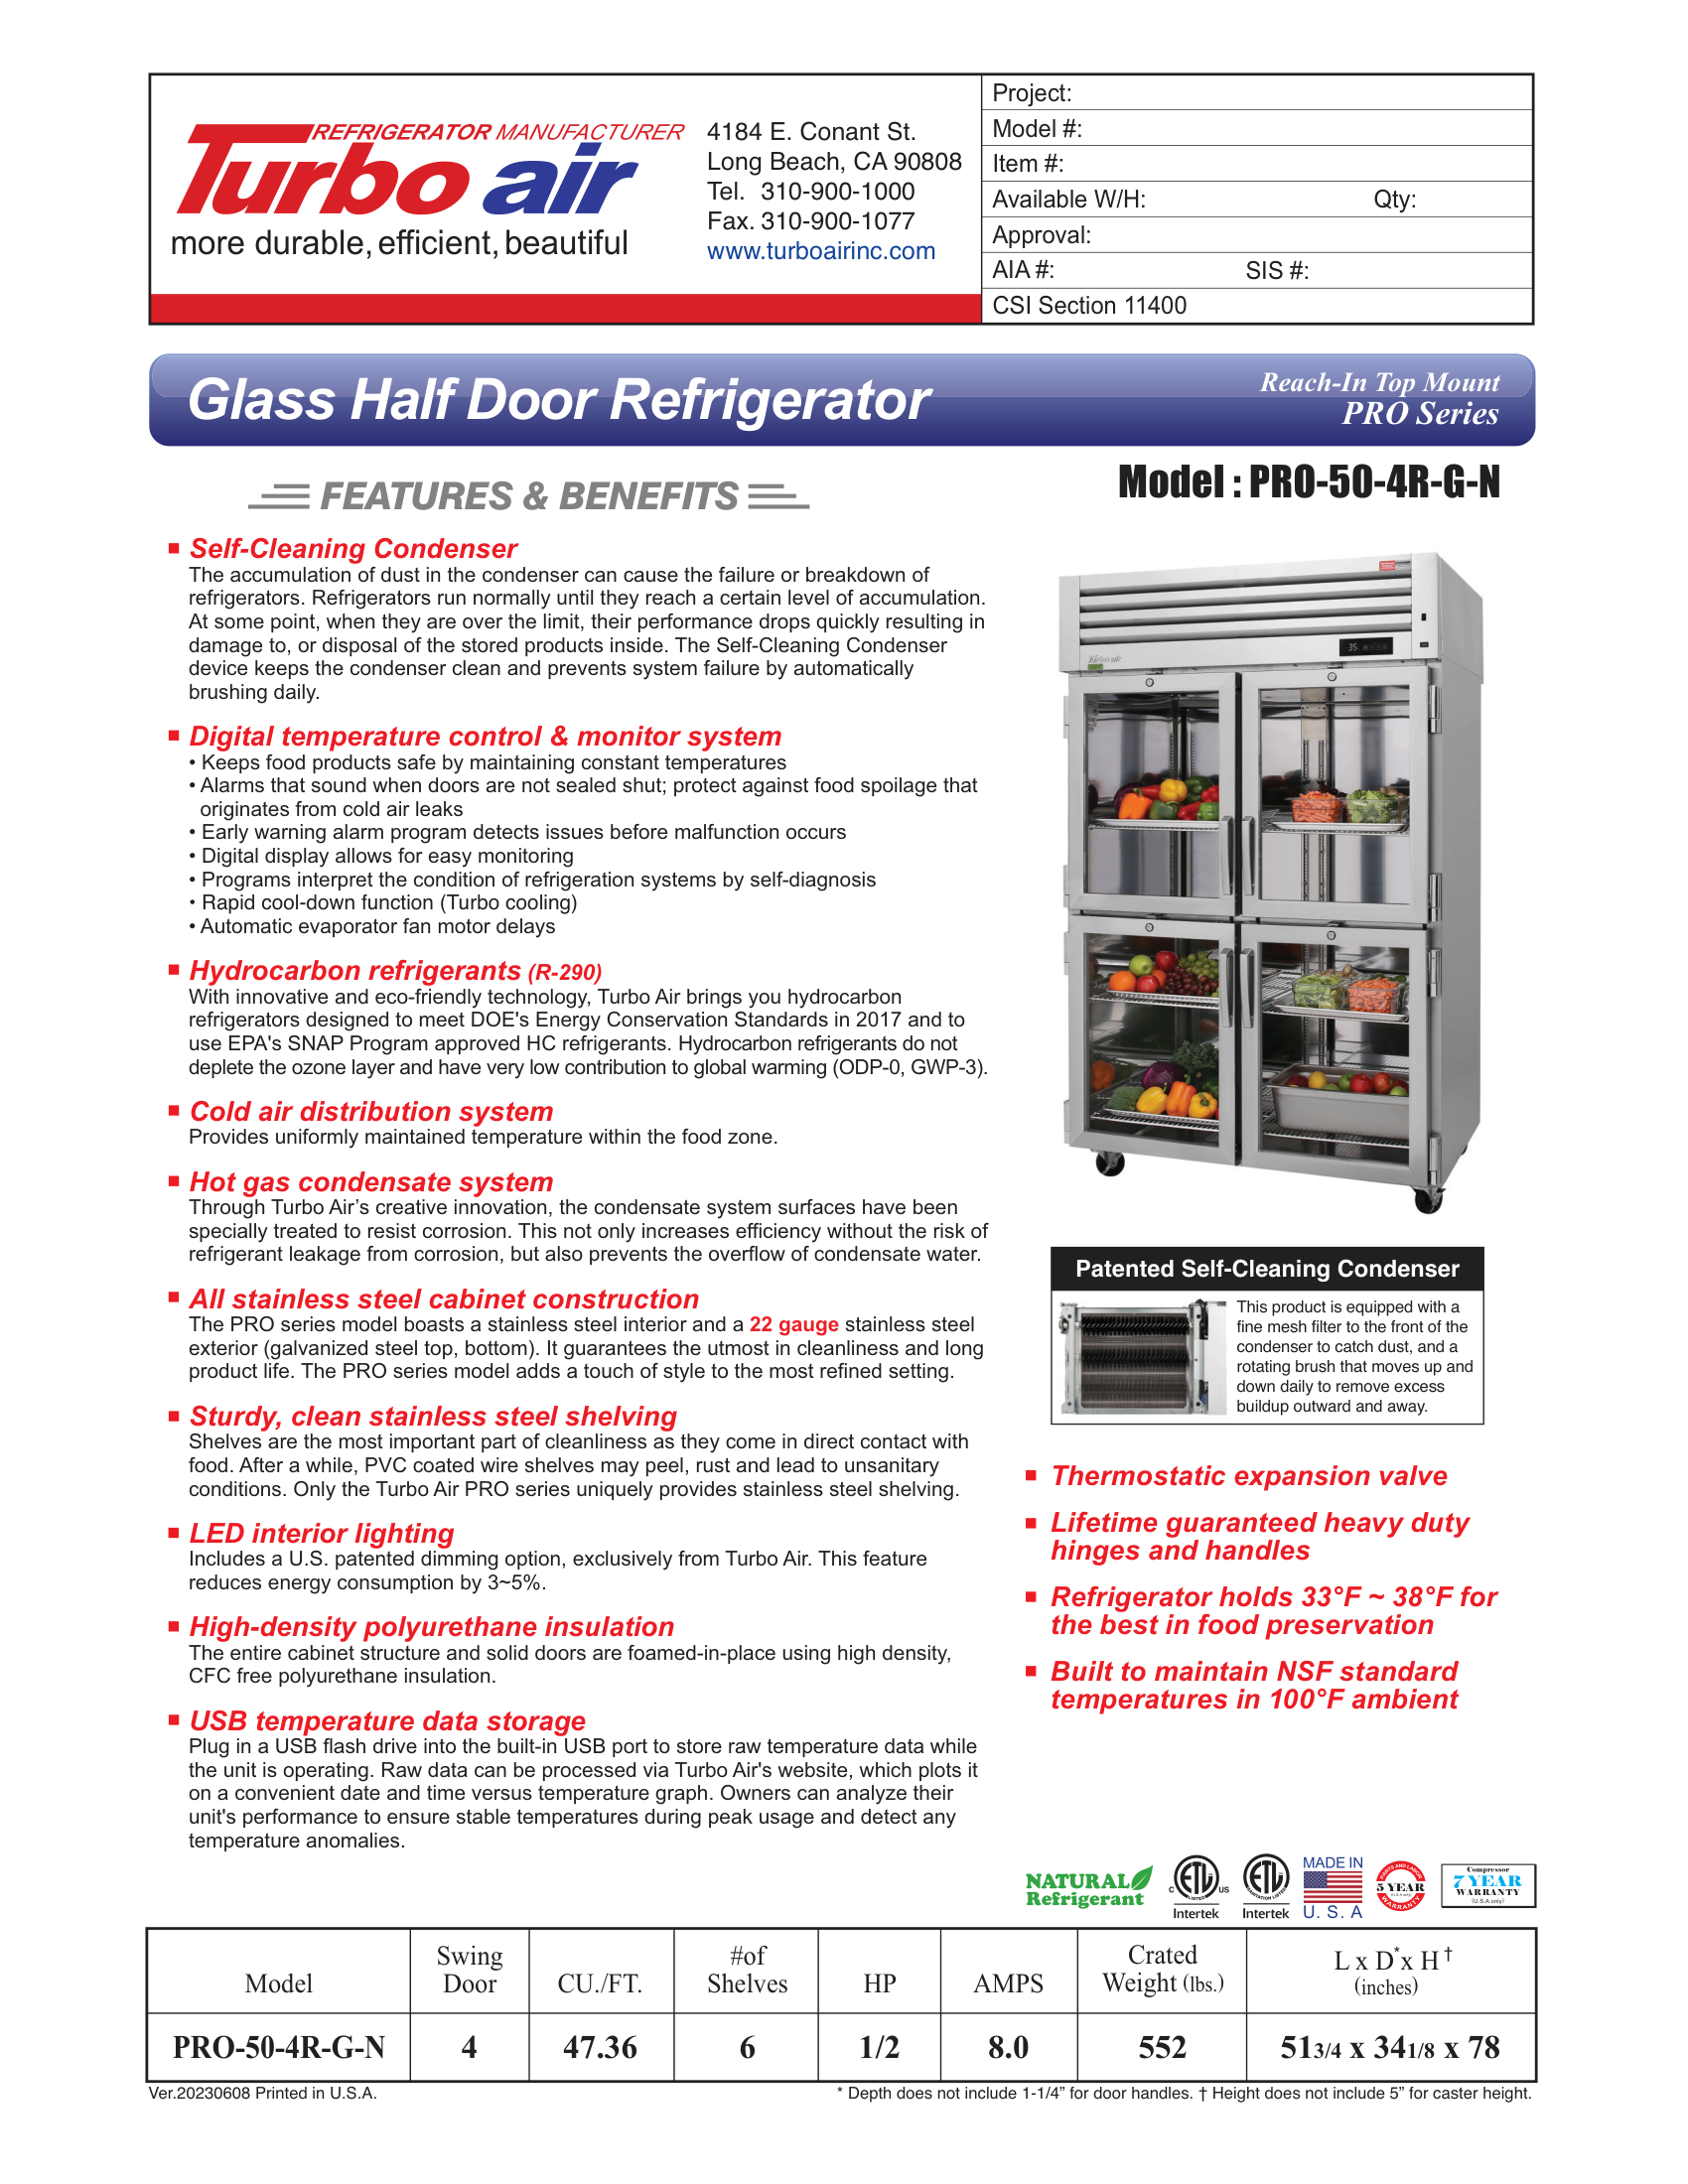 REFRIGERATOR MANUFACTURER
Turbo air
more durable, efficient, beautiful
4184 E. Conant St.
Long Beach, CA 90808
Tel. 310-900-1000
Fax. 310-900-1077
www.turboairinc.com
Project:
Model #:
Item #:
Available W/H: Qty:
Approval:
AIA #: SIS #:
CSI Section 11400
Glass Half Door Refrigerator
Reach-In Top Mount
PRO Series
FEATURES & BENEFITS
Model : PRO-50-4R-G-N
Self-Cleaning Condenser
The accumulation of dust in the condenser can cause the failure or breakdown of
refrigerators. Refrigerators run normally until they reach a certain level of accumulation.
At some point, when they are over the limit, their performance drops quickly resulting in
damage to, or disposal of the stored products inside. The Self-Cleaning Condenser
device keeps the condenser clean and prevents system failure by automatically
brushing daily.
Digital temperature control & monitor system
• Keeps food products safe by maintaining constant temperatures
• Alarms that sound when doors are not sealed shut; protect against food spoilage that
originates from cold air leaks
• Early warning alarm program detects issues before malfunction occurs
• Digital display allows for easy monitoring
• Programs interpret the condition of refrigeration systems by self-diagnosis
• Rapid cool-down function (Turbo cooling)
• Automatic evaporator fan motor delays
Hydrocarbon refrigerants (R-290)
With innovative and eco-friendly technology, Turbo Air brings you hydrocarbon
refrigerators designed to meet DOE's Energy Conservation Standards in 2017 and to
use EPA's SNAP Program approved HC refrigerants. Hydrocarbon refrigerants do not
deplete the ozone layer and have very low contribution to global warming (ODP-0, GWP-3).
Cold air distribution system
Provides uniformly maintained temperature within the food zone.
Hot gas condensate system
Through Turbo Air’s creative innovation, the condensate system surfaces have been
specially treated to resist corrosion. This not only increases efficiency without the risk of
refrigerant leakage from corrosion, but also prevents the overflow of condensate water.
All stainless steel cabinet construction
The PRO series model boasts a stainless steel interior and a 22 gauge stainless steel
exterior (galvanized steel top, bottom). It guarantees the utmost in cleanliness and long
product life. The PRO series model adds a touch of style to the most refined setting.
Sturdy, clean stainless steel shelving
Shelves are the most important part of cleanliness as they come in direct contact with
food. After a while, PVC coated wire shelves may peel, rust and lead to unsanitary
conditions. Only the Turbo Air PRO series uniquely provides stainless steel shelving.
LED interior lighting
Includes a U.S. patented dimming option, exclusively from Turbo Air. This feature
reduces energy consumption by 3~5%.
High-density polyurethane insulation
The entire cabinet structure and solid doors are foamed-in-place using high density,
CFC free polyurethane insulation.
USB temperature data storage
Plug in a USB flash drive into the built-in USB port to store raw temperature data while
the unit is operating. Raw data can be processed via Turbo Air's website, which plots it
on a convenient date and time versus temperature graph. Owners can analyze their
unit's performance to ensure stable temperatures during peak usage and detect any
temperature anomalies.
35
Turbo air
Patented Self-Cleaning Condenser
This product is equipped with a
fine mesh filter to the front of the
condenser to catch dust, and a
rotating brush that moves up and
down daily to remove excess
buildup outward and away.
Thermostatic expansion valve
Lifetime guaranteed heavy duty
hinges and handles
Refrigerator holds 33°F ~ 38°F for
the best in food preservation
Built to maintain NSF standard
temperatures in 100°F ambient
NATURAL
Refrigerant
C ETL US
LISTED
Intertek
ETL
SANITATION LISTED
Intertek
MADE IN
U. S. A
PARTS AND LABOR
5 YEAR
(U.S.A only)
WARRANTY
Compressor
7 YEAR
WARRANTY
(U.S.A only)
Model Swing Door CU./FT. #of Shelves HP AMPS Crated Weight (lbs.) L x D* x H† (inches)
PRO-50-4R-G-N 4 47.36 6 1/2 8.0 552 51 3/4 x 34 1/8 x 78
Ver.20230608 Printed in U.S.A.
* Depth does not include 1-1/4” for door handles. † Height does not include 5” for caster height.